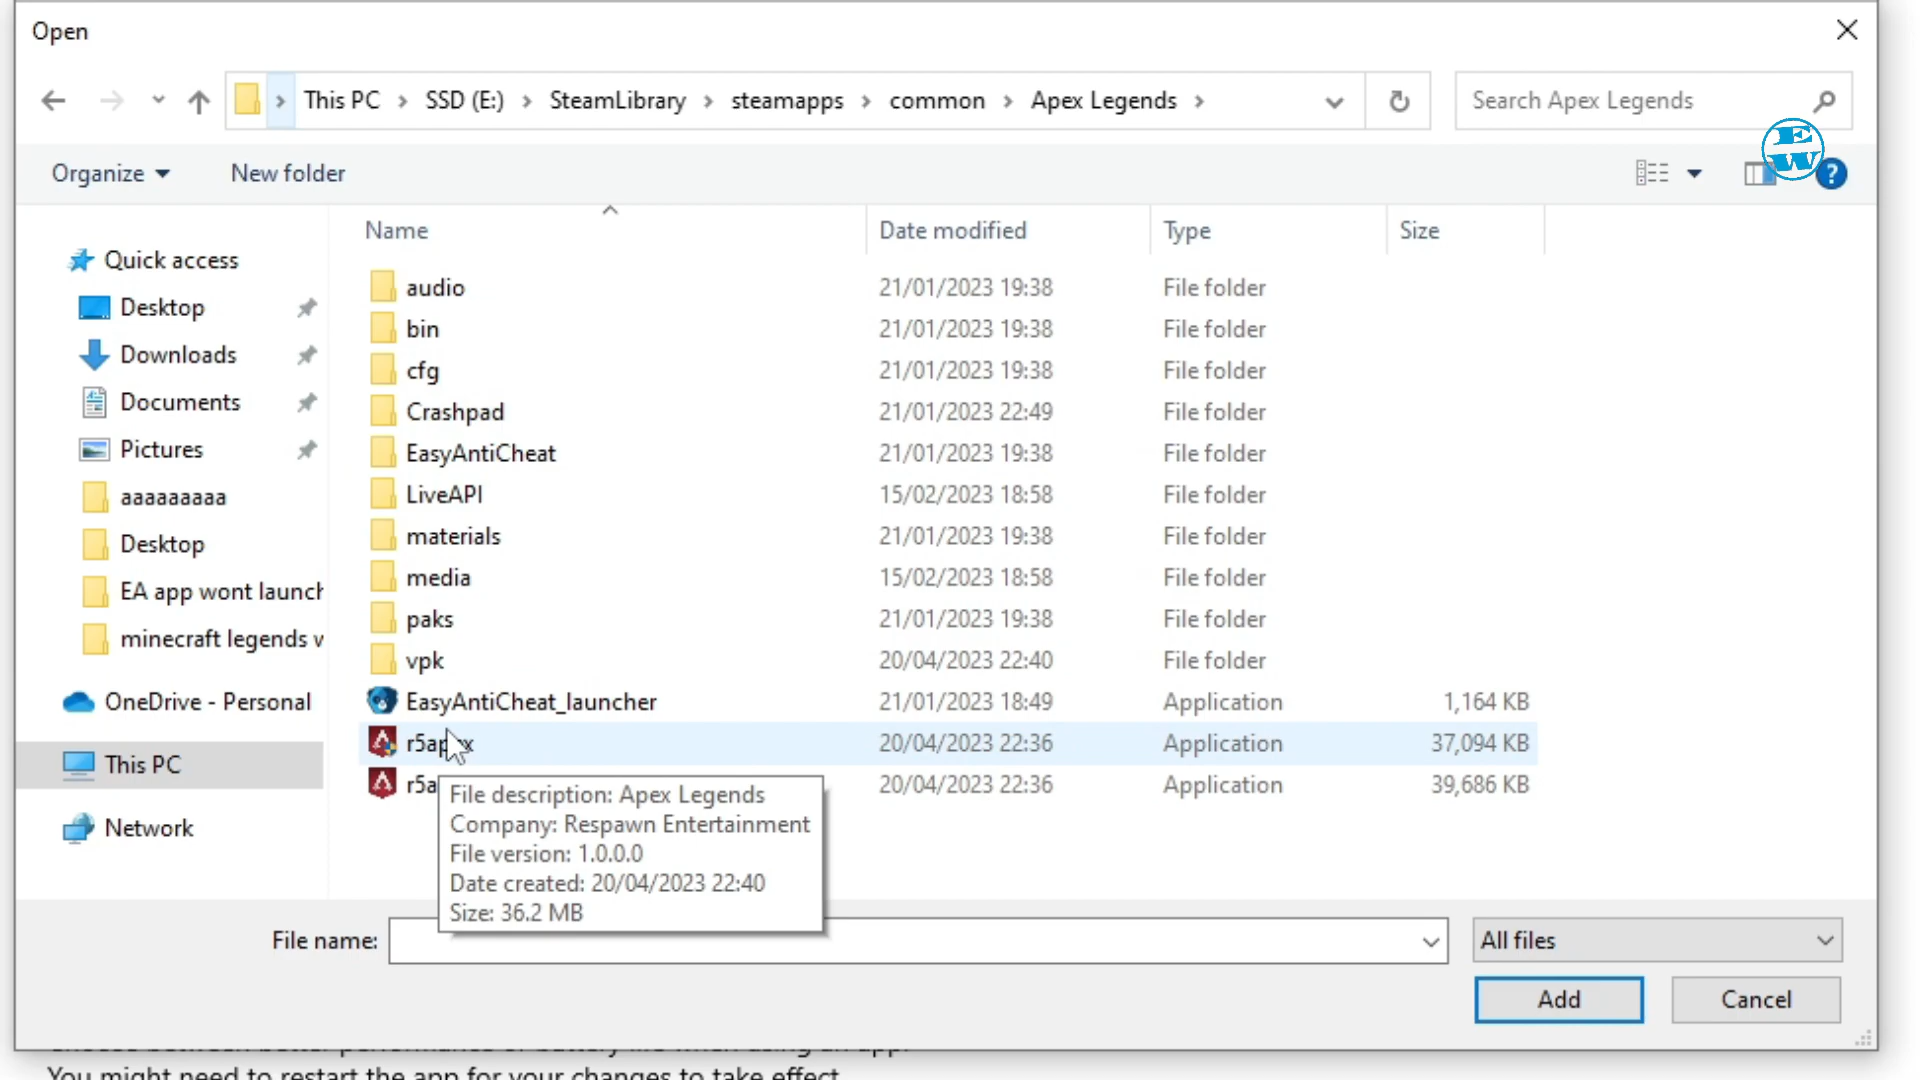 Open
This PC > SSD (E:) > SteamLibrary > steamapps > common > Apex Legends >
Search Apex Legends
Organize
New folder
EW
?
Name
Date modified
Type
Size
Quick access
Desktop
Downloads
Documents
Pictures
aaaaaaaaa
Desktop
EA app wont launch
minecraft legends w
OneDrive - Personal
This PC
Network
audio 21/01/2023 19:38 File folder
bin 21/01/2023 19:38 File folder
cfg 21/01/2023 19:38 File folder
Crashpad 21/01/2023 22:49 File folder
EasyAntiCheat 21/01/2023 19:38 File folder
LiveAPI 15/02/2023 18:58 File folder
materials 21/01/2023 19:38 File folder
media 15/02/2023 18:58 File folder
paks 21/01/2023 19:38 File folder
vpk 20/04/2023 22:40 File folder
EasyAntiCheat_launcher 21/01/2023 18:49 Application 1,164 KB
r5apex 20/04/2023 22:36 Application 37,094 KB
r5a 20/04/2023 22:36 Application 39,686 KB
File description: Apex Legends
Company: Respawn Entertainment
File version: 1.0.0.0
Date created: 20/04/2023 22:40
Size: 36.2 MB
File name:
All files
Add
Cancel
You might need to restart the app for your changes to take effect